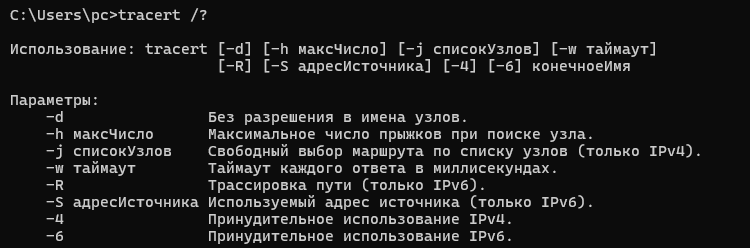 C:\Users\pc>tracert /?
Использование: tracert [-d] [-h максЧисло] [-j списокУзлов] [-w таймаут]
[-R] [-S адресИсточника] [-4] [-6] конечноеИмя
Параметры:
-d Без разрешения в имена узлов.
-h максЧисло Максимальное число прыжков при поиске узла.
-j списокУзлов Свободный выбор маршрута по списку узлов (только IPv4).
-w таймаут Таймаут каждого ответа в миллисекундах.
-R Трассировка пути (только IPv6).
-S адресИсточника Используемый адрес источника (только IPv6).
-4 Принудительное использование IPv4.
-6 Принудительное использование IPv6.